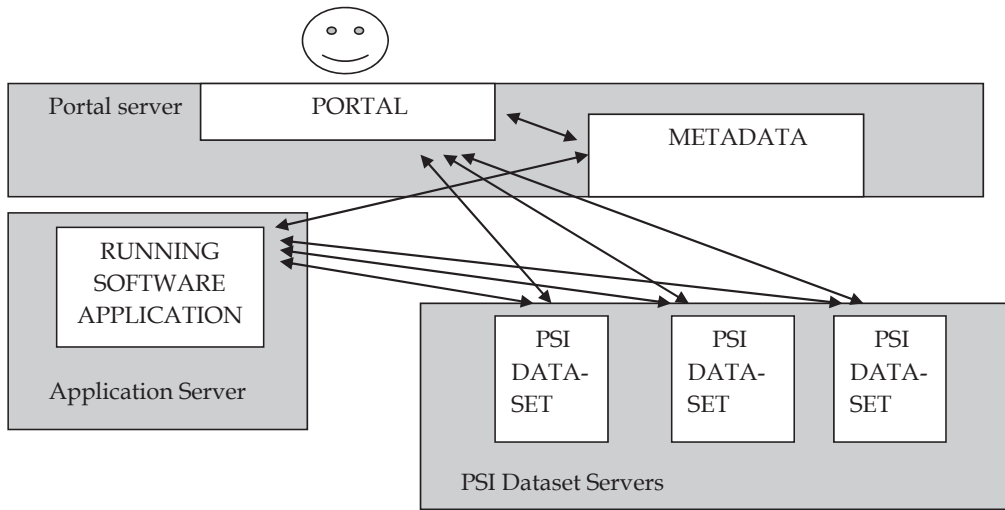 Portal server
PORTAL
METADATA
RUNNING
SOFTWARE
APPLICATION
Application Server
PSI
DATA-
SET
PSI
DATA-
SET
PSI
DATA-
SET
PSI Dataset Servers